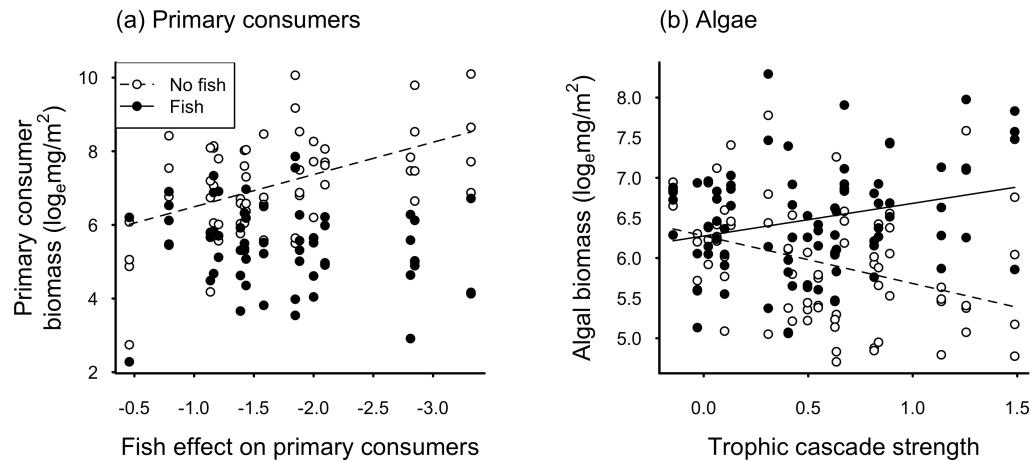 (a) Primary consumers
Primary consumer
biomass (logₑmg/m²)
10
8
6
4
2
No fish
Fish
-0.5 -1.0 -1.5 -2.0 -2.5 -3.0
Fish effect on primary consumers
(b) Algae
Algal biomass (logₑmg/m²)
8.0
7.5
7.0
6.5
6.0
5.5
5.0
0.0 0.5 1.0 1.5
Trophic cascade strength